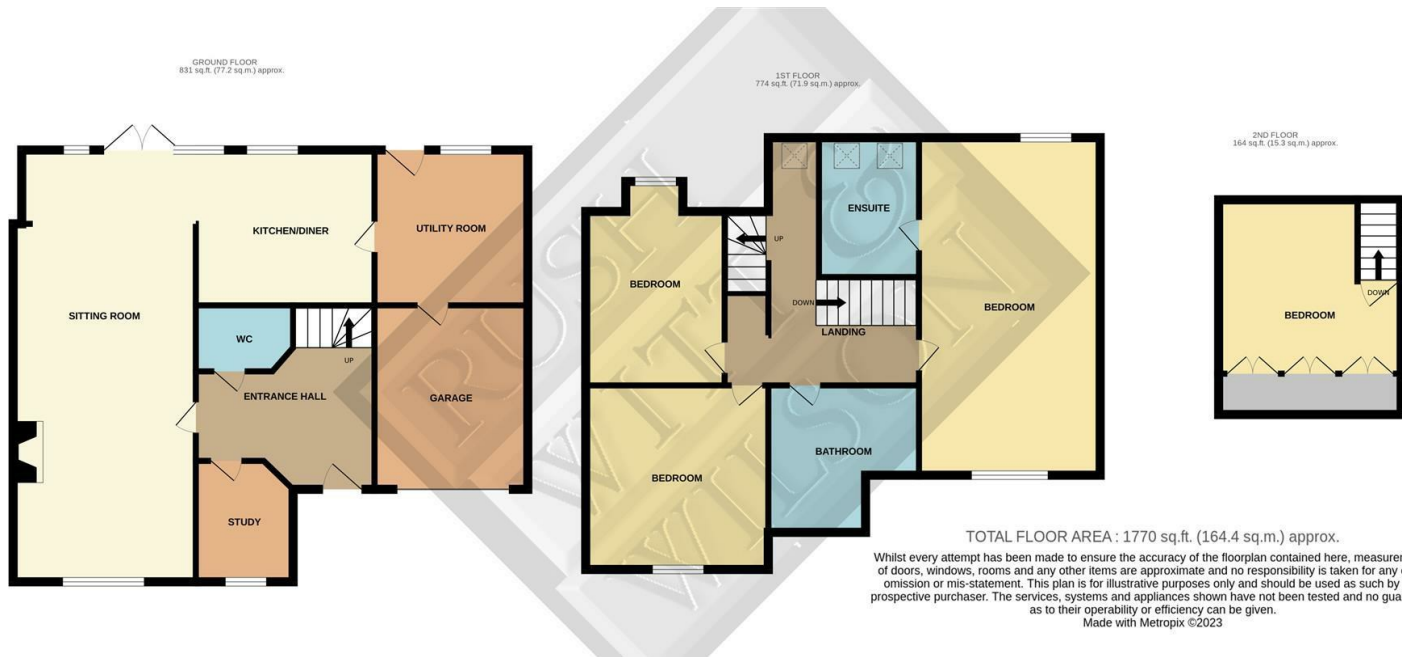 GROUND FLOOR
831 sq.ft. (77.2 sq.m.) approx.
SITTING ROOM
KITCHEN/DINER
UTILITY ROOM
WC
UP
ENTRANCE HALL
GARAGE
STUDY
1ST FLOOR
774 sq.ft. (71.9 sq.m.) approx.
BEDROOM
UP
ENSUITE
DOWN
LANDING
BEDROOM
BEDROOM
BATHROOM
2ND FLOOR
164 sq.ft. (15.3 sq.m.) approx.
BEDROOM
DOWN
RUSH
WITT &
WILSON
TOTAL FLOOR AREA : 1770 sq.ft. (164.4 sq.m.) approx.
Whilst every attempt has been made to ensure the accuracy of the floorplan contained here, measurem
of doors, windows, rooms and any other items are approximate and no responsibility is taken for any
omission or mis-statement. This plan is for illustrative purposes only and should be used as such by
prospective purchaser. The services, systems and appliances shown have not been tested and no gua
as to their operability or efficiency can be given.
Made with Metropix ©2023